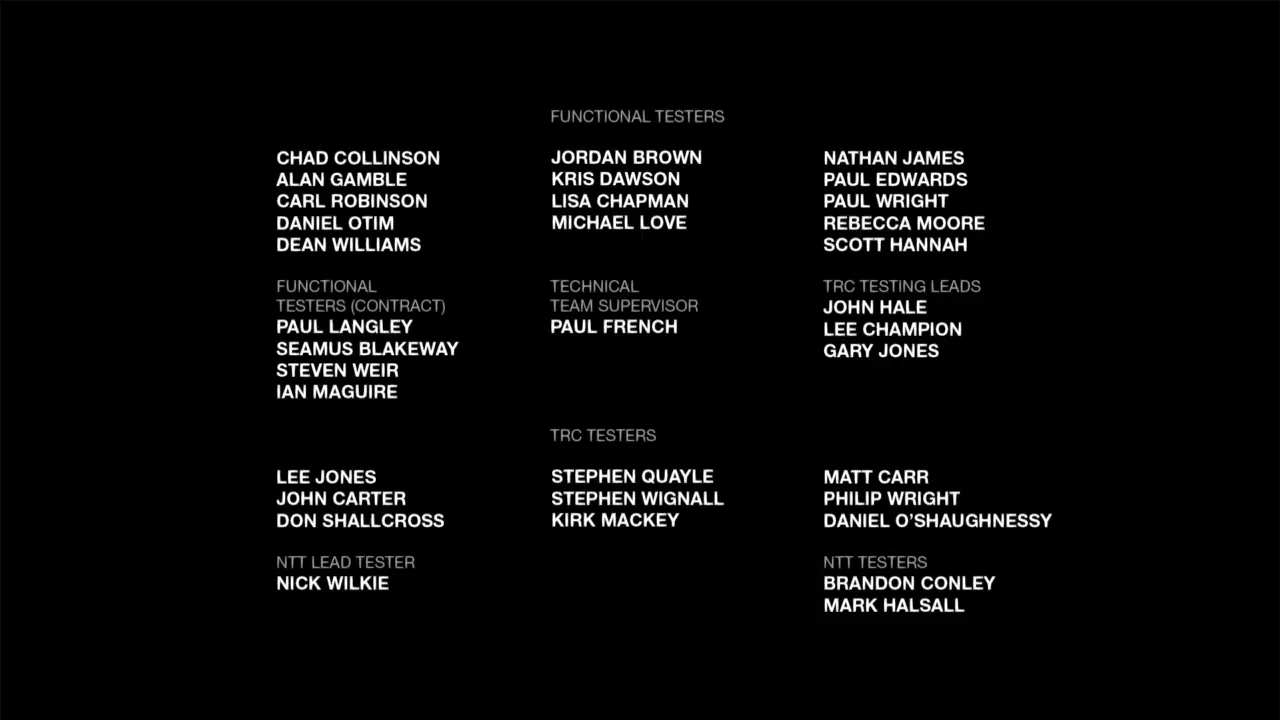 FUNCTIONAL TESTERS
CHAD COLLINSON
ALAN GAMBLE
CARL ROBINSON
DANIEL OTIM
DEAN WILLIAMS
JORDAN BROWN
KRIS DAWSON
LISA CHAPMAN
MICHAEL LOVE
NATHAN JAMES
PAUL EDWARDS
PAUL WRIGHT
REBECCA MOORE
SCOTT HANNAH
FUNCTIONAL
TESTERS (CONTRACT)
PAUL LANGLEY
SEAMUS BLAKEWAY
STEVEN WEIR
IAN MAGUIRE
TECHNICAL
TEAM SUPERVISOR
PAUL FRENCH
TRC TESTING LEADS
JOHN HALE
LEE CHAMPION
GARY JONES
TRC TESTERS
LEE JONES
JOHN CARTER
DON SHALLCROSS
STEPHEN QUAYLE
STEPHEN WIGNALL
KIRK MACKEY
MATT CARR
PHILIP WRIGHT
DANIEL O’SHAUGHNESSY
NTT LEAD TESTER
NICK WILKIE
NTT TESTERS
BRANDON CONLEY
MARK HALSALL